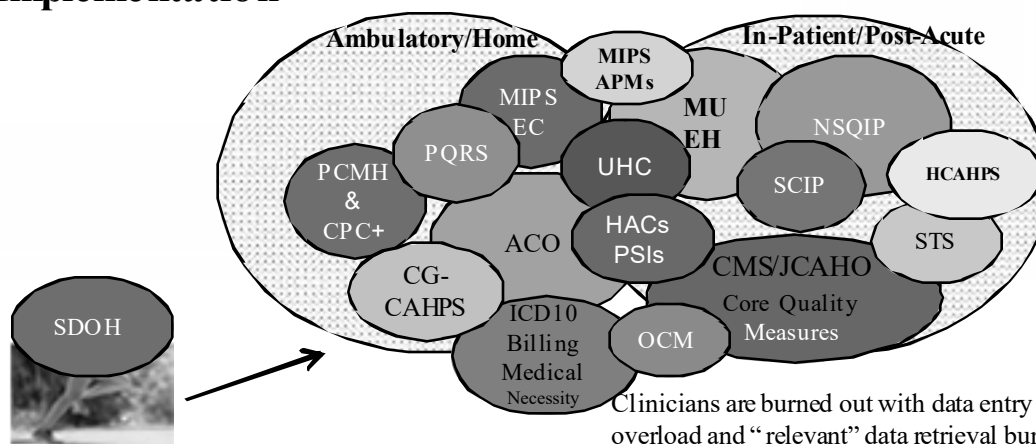 Implementation
Ambulatory/Home
In-Patient/Post-Acute
MIPS
APMs
MIPS
EC
MU
EH
NSQIP
PQRS
UHC
PCMH
&
CPC+
SCIP
HCAHPS
ACO
HACs
PSIs
STS
CG-
CAHPS
CMS/JCAHO
Core Quality
Measures
SDOH
ICD10
Billing
Medical
Necessity
OCM
Clinicians are burned out with data entry
overload and “relevant” data retrieval